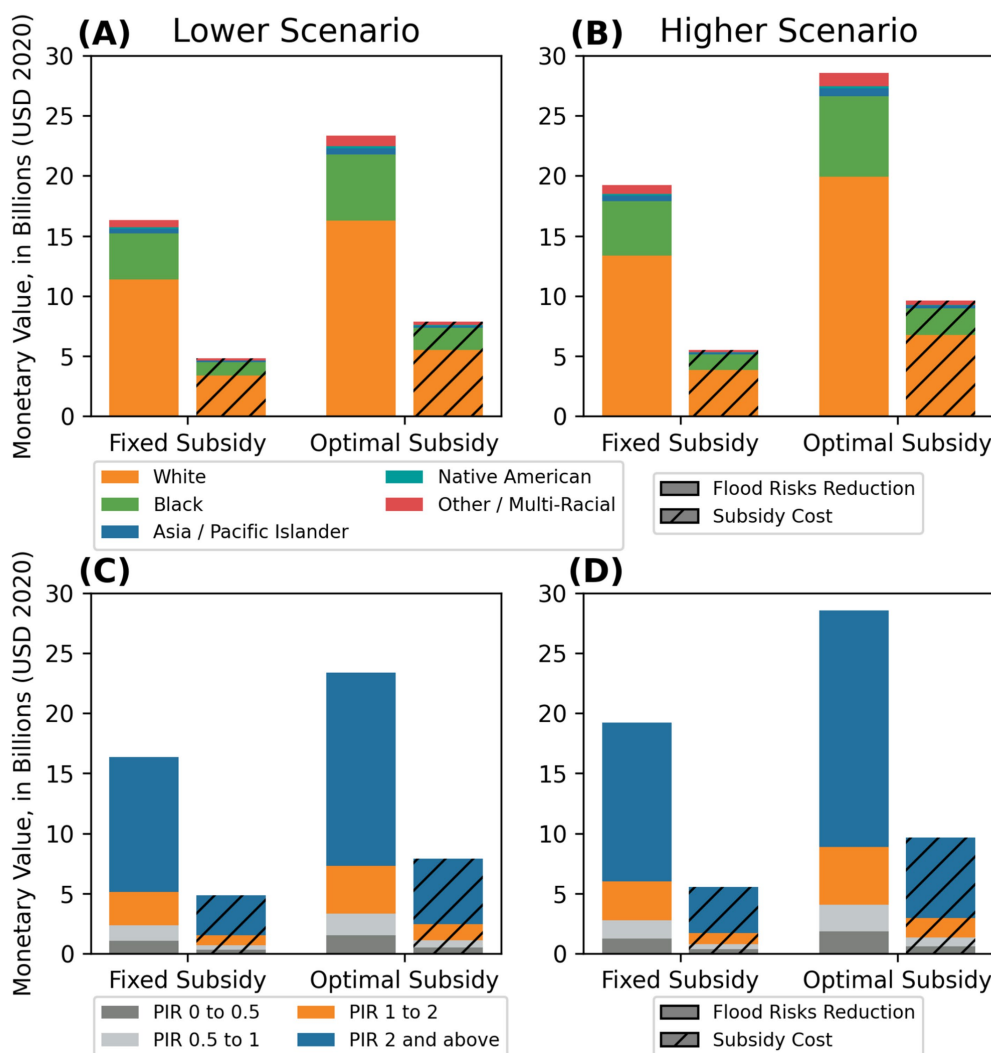 (A) Lower Scenario
(B) Higher Scenario
Monetary Value, in Billions (USD 2020)
30
25
20
15
10
5
0
Fixed Subsidy
Optimal Subsidy
30
25
20
15
10
5
0
Fixed Subsidy
Optimal Subsidy
White
Black
Asia / Pacific Islander
Native American
Other / Multi-Racial
Flood Risks Reduction
Subsidy Cost
(C)
(D)
Monetary Value, in Billions (USD 2020)
30
25
20
15
10
5
0
Fixed Subsidy
Optimal Subsidy
30
25
20
15
10
5
0
Fixed Subsidy
Optimal Subsidy
PIR 0 to 0.5
PIR 0.5 to 1
PIR 1 to 2
PIR 2 and above
Flood Risks Reduction
Subsidy Cost